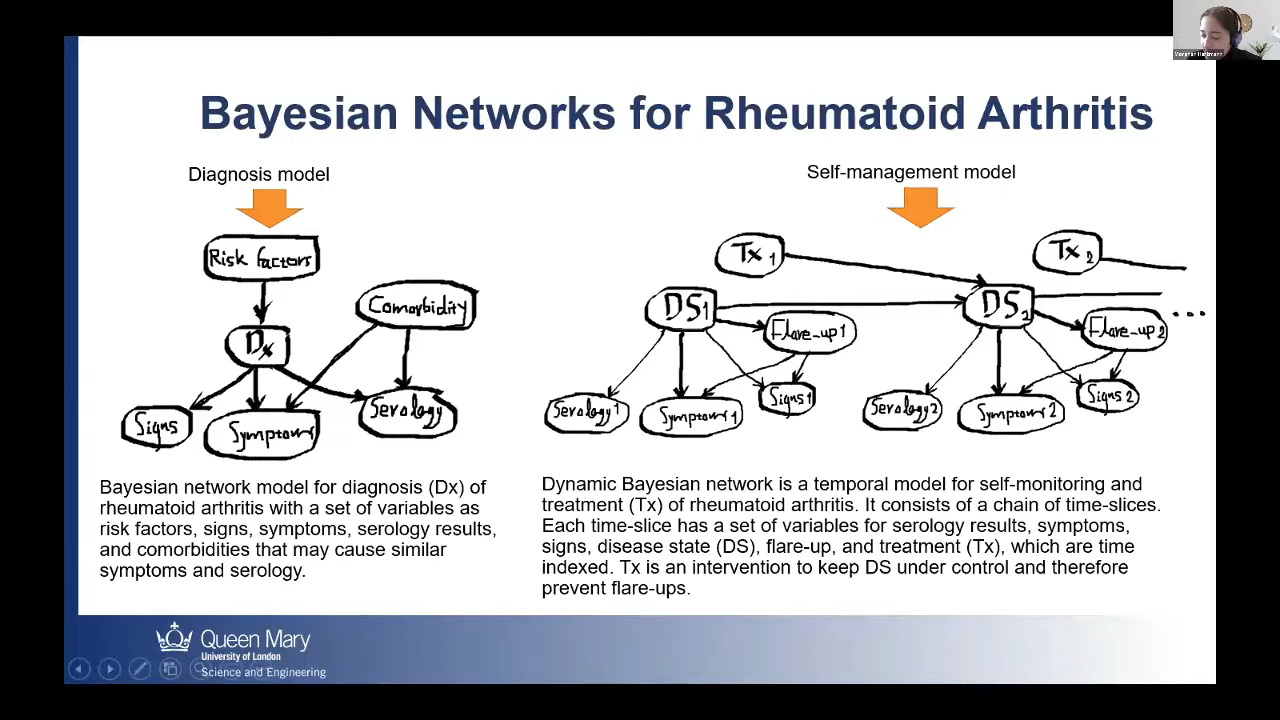 Bayesian Networks for Rheumatoid Arthritis
Diagnosis model
Risk factors
Comorbidity
Dx
Signs
Symptoms
Serology
Bayesian network model for diagnosis (Dx) of
rheumatoid arthritis with a set of variables as
risk factors, signs, symptoms, serology results,
and comorbidities that may cause similar
symptoms and serology.
Self-management model
Tx 1
Tx 2
DS1
DS2
Flare-up 1
Flare-up 2
...
Serology 1
Symptoms 1
Signs 1
Serology 2
Symptoms 2
Signs 2
Dynamic Bayesian network is a temporal model for self-monitoring and
treatment (Tx) of rheumatoid arthritis. It consists of a chain of time-slices.
Each time-slice has a set of variables for serology results, symptoms,
signs, disease state (DS), flare-up, and treatment (Tx), which are time
indexed. Tx is an intervention to keep DS under control and therefore
prevent flare-ups.
Queen Mary
University of London
Science and Engineering